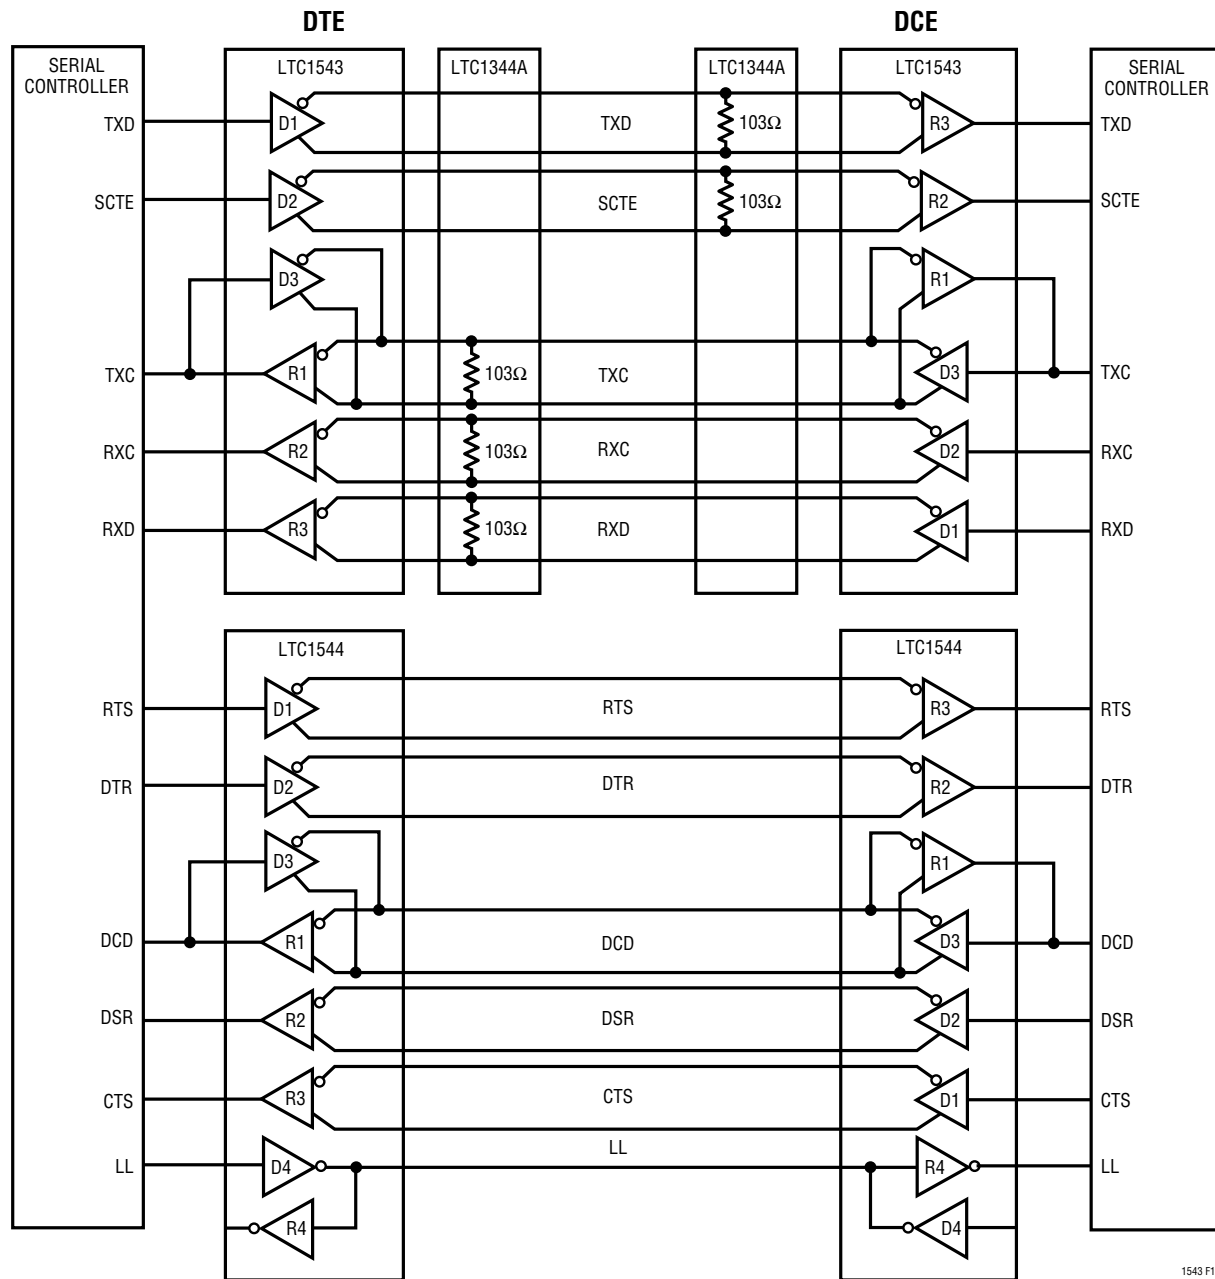 DTE
DCE
SERIAL
CONTROLLER
LTC1543
LTC1344A
LTC1344A
LTC1543
SERIAL
CONTROLLER
TXD
D1
TXD
103Ω
R3
TXD
SCTE
D2
SCTE
103Ω
R2
SCTE
D3
R1
TXC
R1
103Ω
TXC
D3
TXC
RXC
R2
103Ω
RXC
D2
RXC
RXD
R3
103Ω
RXD
D1
RXD
LTC1544
LTC1544
RTS
D1
RTS
R3
RTS
DTR
D2
DTR
R2
DTR
D3
R1
DCD
R1
DCD
D3
DCD
DSR
R2
DSR
D2
DSR
CTS
R3
CTS
D1
CTS
LL
D4
LL
R4
LL
R4
D4
1543 F1